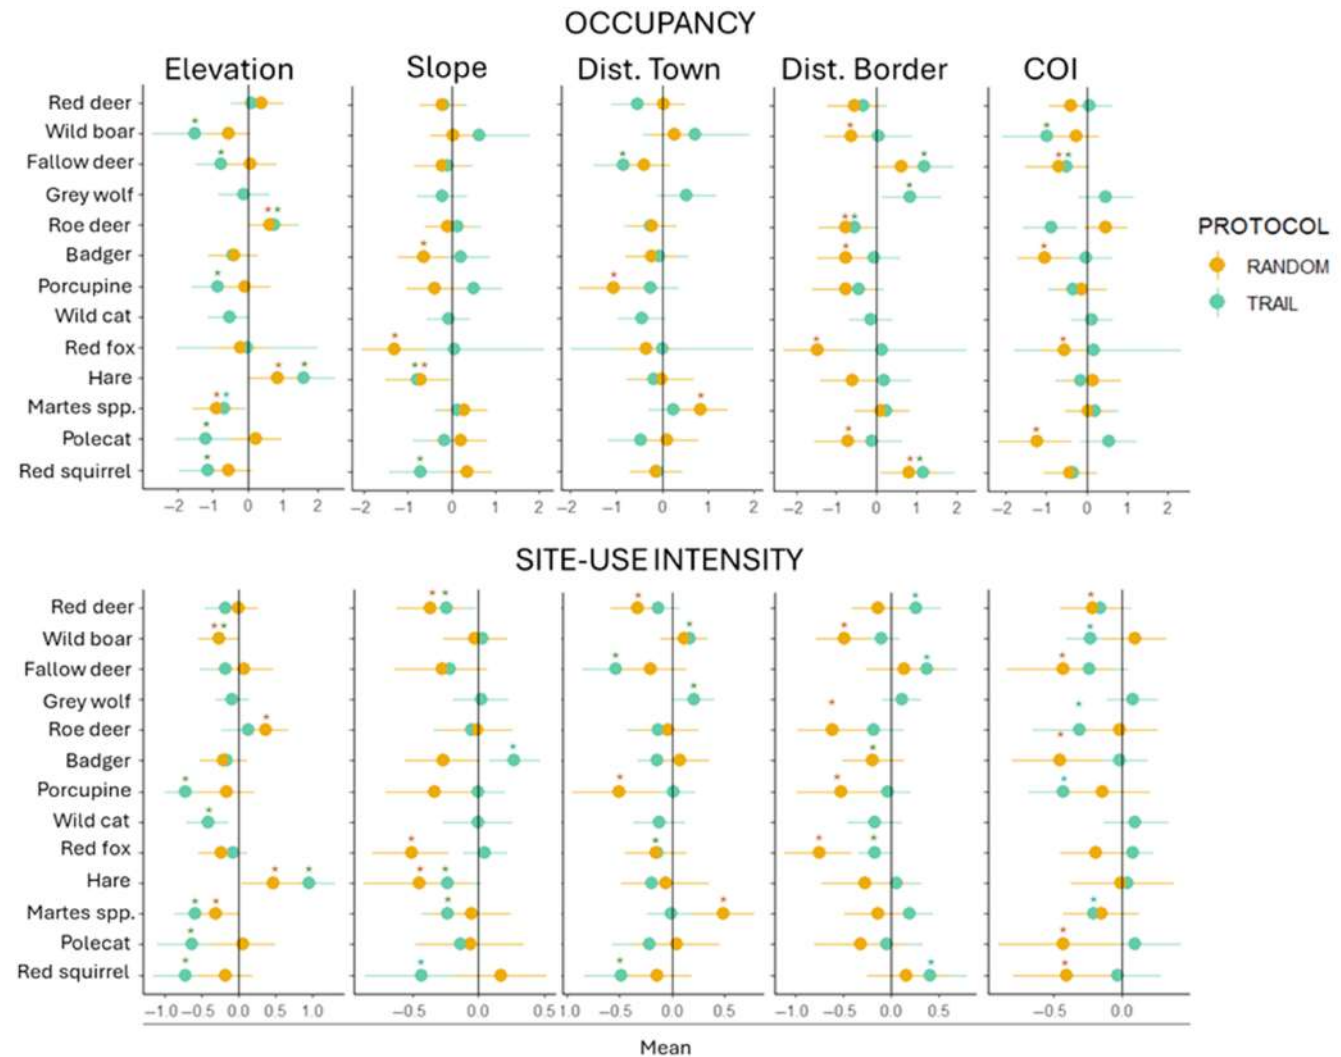 OCCUPANCY
Elevation Slope Dist. Town Dist. Border COI
Red deer
Wild boar
Fallow deer
Grey wolf
Roe deer
Badger
Porcupine
Wild cat
Red fox
Hare
Martes spp.
Polecat
Red squirrel
PROTOCOL
RANDOM
TRAIL
−2 −1 0 1 2 −2 −1 0 1 2 −2 −1 0 1 2 −2 −1 0 1 2 −2 −1 0 1 2
SITE-USE INTENSITY
Red deer
Wild boar
Fallow deer
Grey wolf
Roe deer
Badger
Porcupine
Wild cat
Red fox
Hare
Martes spp.
Polecat
Red squirrel
−1.0 −0.5 0.0 0.5 1.0 −0.5 0.0 0.5 1.0 −0.5 0.0 0.5 −1.0 −0.5 0.0 0.5 −0.5 0.0
Mean